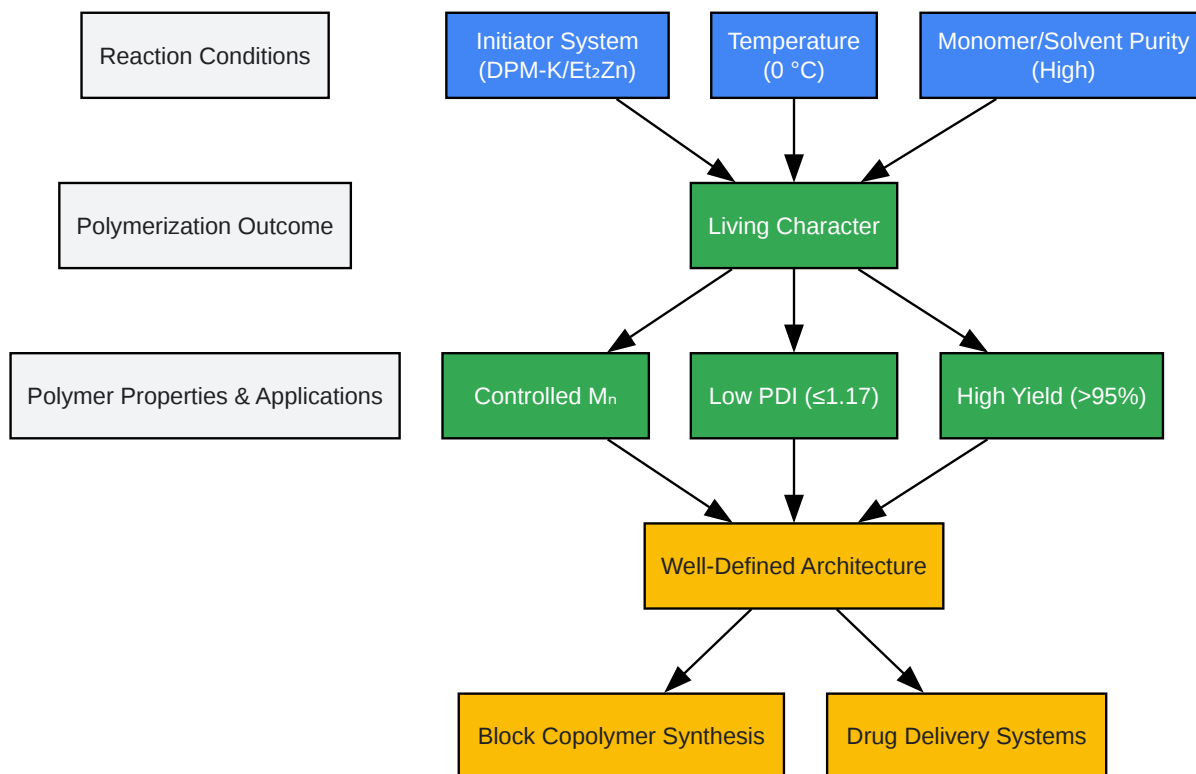 Reaction Conditions
Initiator System
(DPM-K/Et₂Zn)
Temperature
(0 °C)
Monomer/Solvent Purity
(High)
Polymerization Outcome
Living Character
Polymer Properties & Applications
Controlled Mₙ
Low PDI (≤1.17)
High Yield (>95%)
Well-Defined Architecture
Block Copolymer Synthesis
Drug Delivery Systems